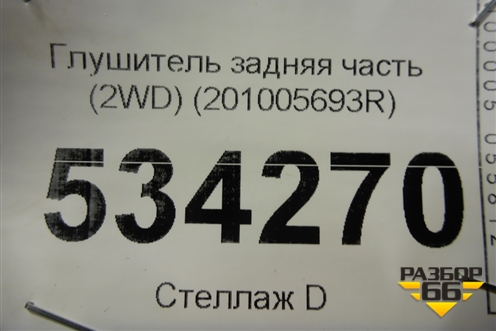 Глушитель задняя часть
(2WD) (201005693R)
534270
Стеллаж D
РАЗБОР
66